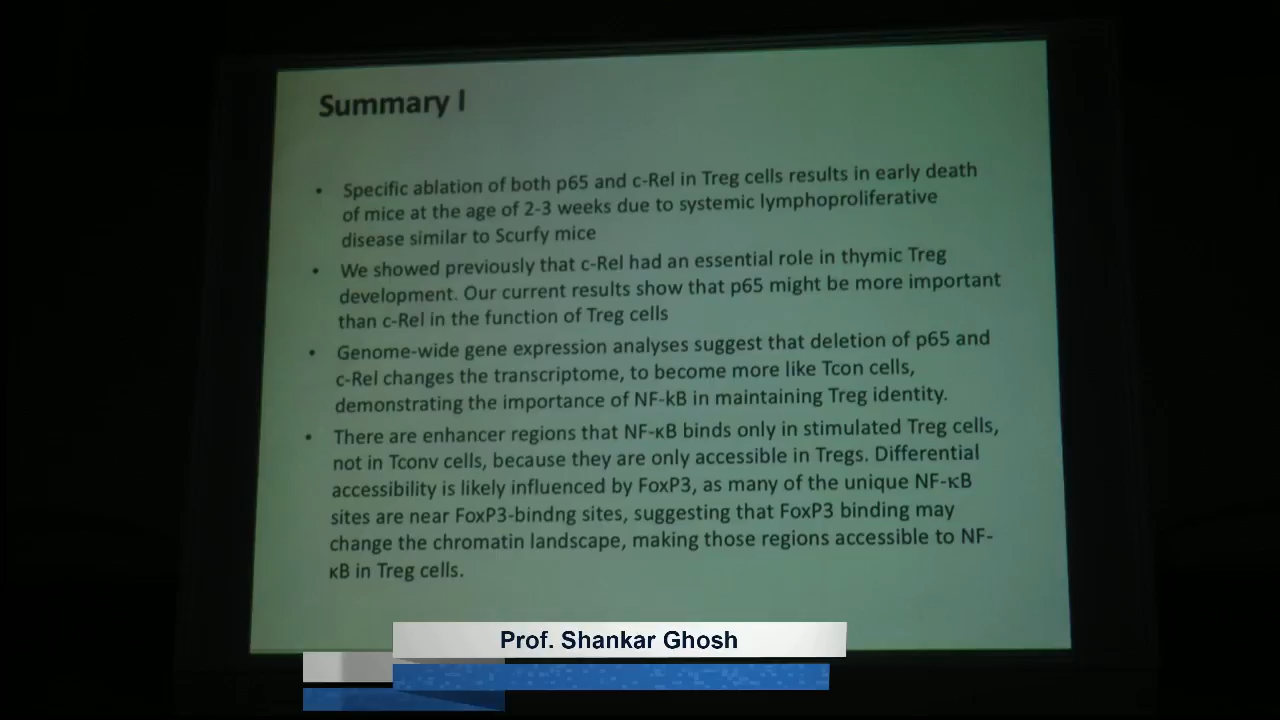 Summary I
• Specific ablation of both p65 and c-Rel in Treg cells results in early death
of mice at the age of 2-3 weeks due to systemic lymphoproliferative
disease similar to Scurfy mice
• We showed previously that c-Rel had an essential role in thymic Treg
development. Our current results show that p65 might be more important
than c-Rel in the function of Treg cells
• Genome-wide gene expression analyses suggest that deletion of p65 and
c-Rel changes the transcriptome, to become more like Tcon cells,
demonstrating the importance of NF-kB in maintaining Treg identity.
• There are enhancer regions that NF-κB binds only in stimulated Treg cells,
not in Tconv cells, because they are only accessible in Tregs. Differential
accessibility is likely influenced by FoxP3, as many of the unique NF-κB
sites are near FoxP3-bindng sites, suggesting that FoxP3 binding may
change the chromatin landscape, making those regions accessible to NF-
κB in Treg cells.
Prof. Shankar Ghosh